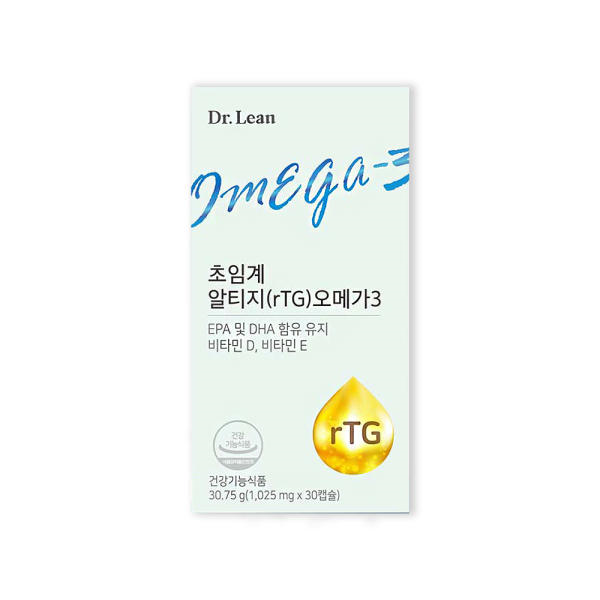 Dr. Lean
Omega-3
초임계
알티지(rTG)오메가3
EPA 및 DHA 함유 유지
비타민 D, 비타민 E
rTG
건강
기능식품
건강기능식품
30.75 g(1,025 mg x 30캡슐)